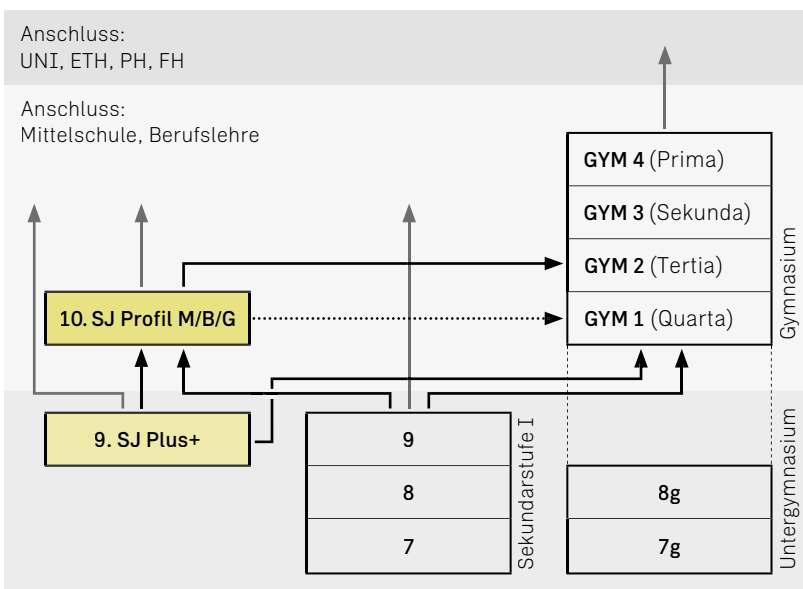 Anschluss:
UNI, ETH, PH, FH
Anschluss:
Mittelschule, Berufslehre
GYM 4 (Prima)
GYM 3 (Sekunda)
GYM 2 (Tertia)
GYM 1 (Quarta)
Gymnasium
10. SJ Profil M/B/G
9. SJ Plus+
9
8
7
Sekundarstufe I
8g
7g
Untergymnasium